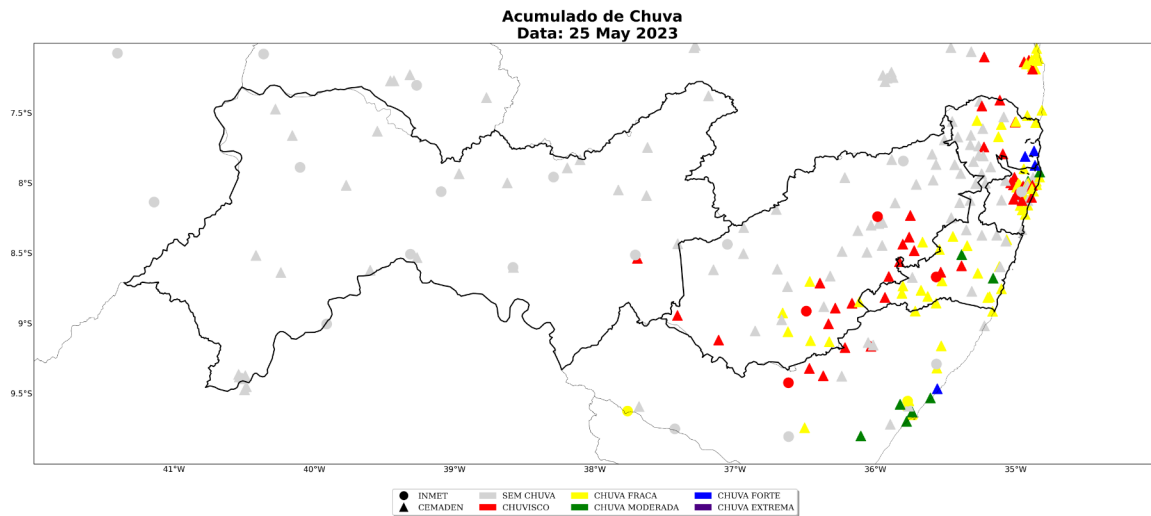 Acumulado de Chuva
Data: 25 May 2023
7.5°S
8°S
8.5°S
9°S
9.5°S
41°W 40°W 39°W 38°W 37°W 36°W 35°W
INMET SEM CHUVA CHUVA FRACA CHUVA FORTE
CEMADEN CHUVISCO CHUVA MODERADA CHUVA EXTREMA